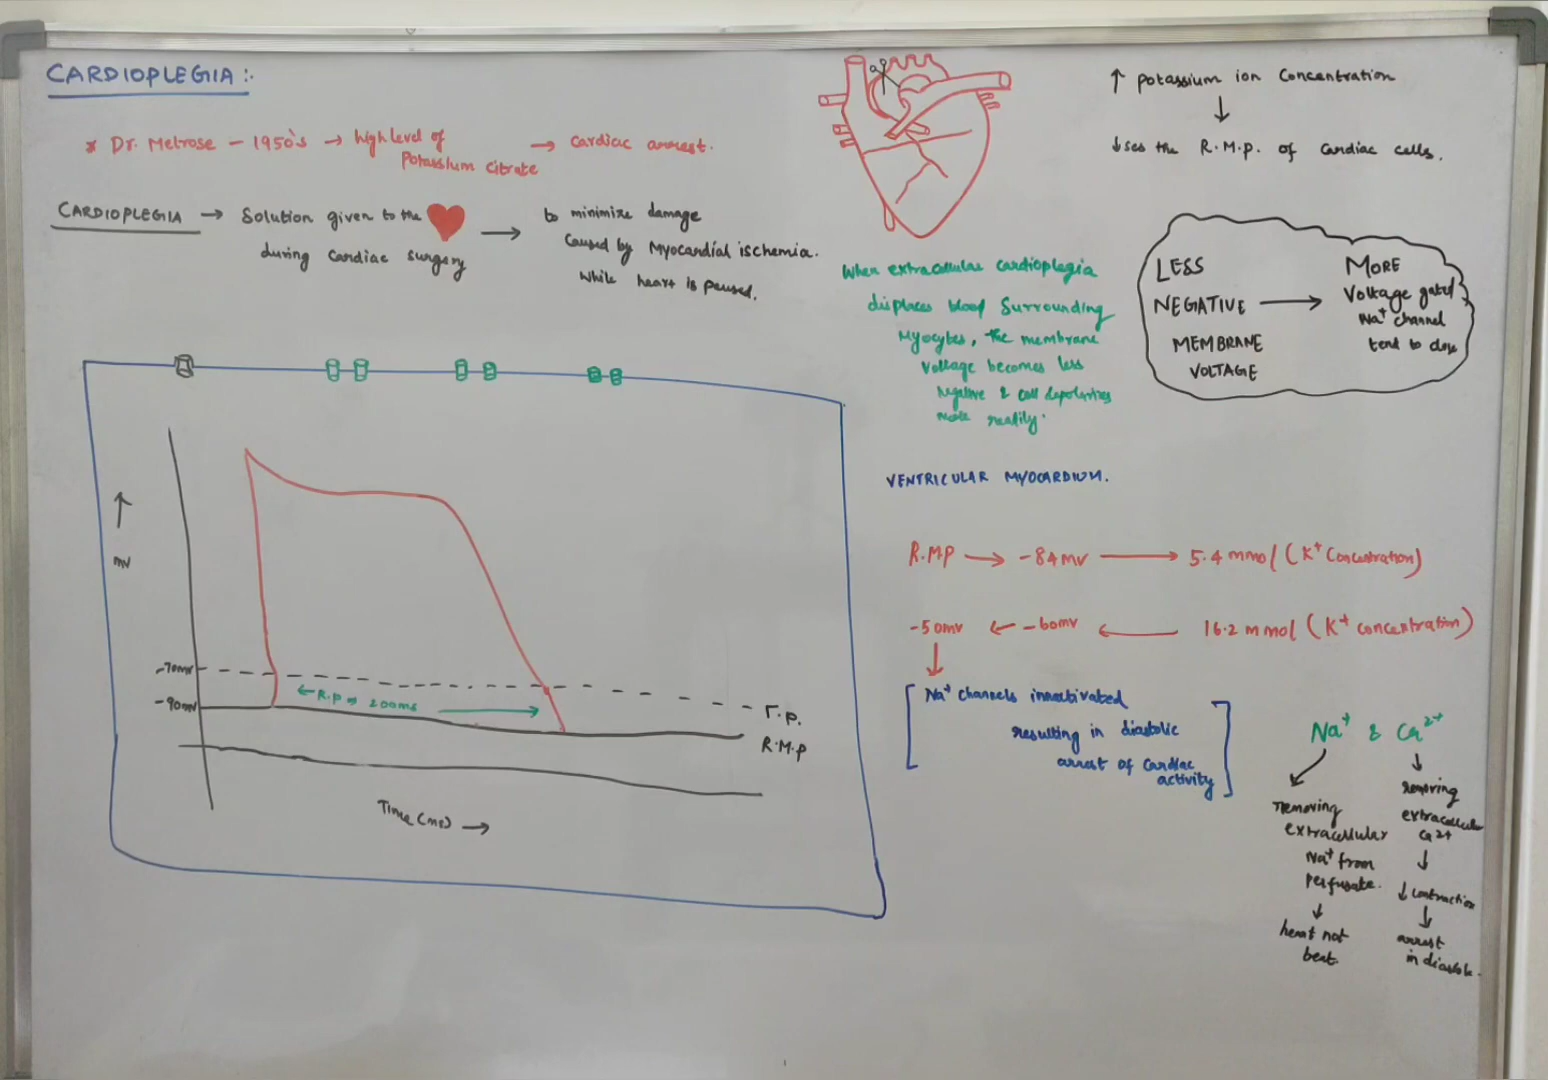 CARDIOPLEGIA :-
* Dr. Melrose - 1950's → high level of
Potassium Citrate → cardiac arrest.
CARDIOPLEGIA → Solution given to the
during cardiac surgery → to minimize damage
caused by Myocardial ischemia.
While heart is paused.
↑ potassium ion concentration
↓
↓ses the R.M.P. of cardiac cells.
When extracellular cardioplegia
displaces blood surrounding
Myocytes, the membrane
Voltage becomes less
negative & cell depolarizes
more readily.
LESS
NEGATIVE →
MEMBRANE
VOLTAGE
MORE
Voltage gated
Na+ channel
tend to close
↑
mv
-70mv
-90mv
← R.p → 200ms →
T.p.
R.M.p
Time (ms) →
VENTRICULAR MYOCARDIUM.
R.M.P → -84mv → 5.4 mmol (K+ Concentration)
-50mv ← -60mv ← 16.2 mmol (K+ concentration)
↓
[Na+ channels innativated
resulting in diastolic
arrest of cardiac
activity]
Na+ & Ca2+
removing
extracellular
Na+ from
perfusate.
↓
heart not
beat.
↓
removing
extracellular
Ca2+
↓
↓ contraction
↓
arrest
in diastole.